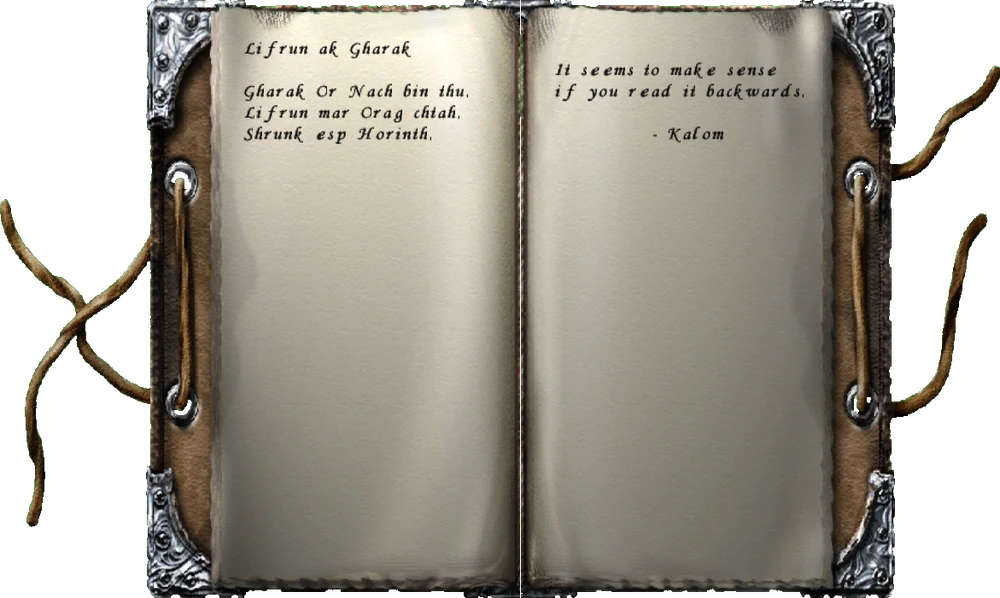 Lifrun ak Gharak
Gharak Or Nach bin thu.
Lifrun mar Orag chtah.
Shrunk esp Horinth.
It seems to make sense
if you read it backwards.
- Kalom